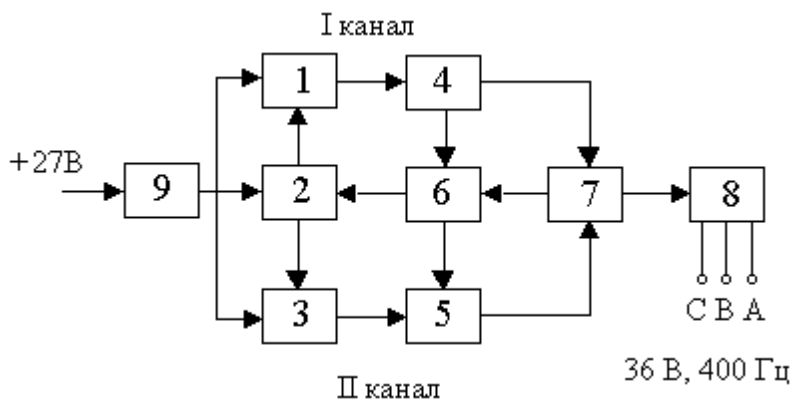 I канал
1 4
+27В
9 2 6 7 8
С В А
3 5
36 В, 400 Гц
II канал